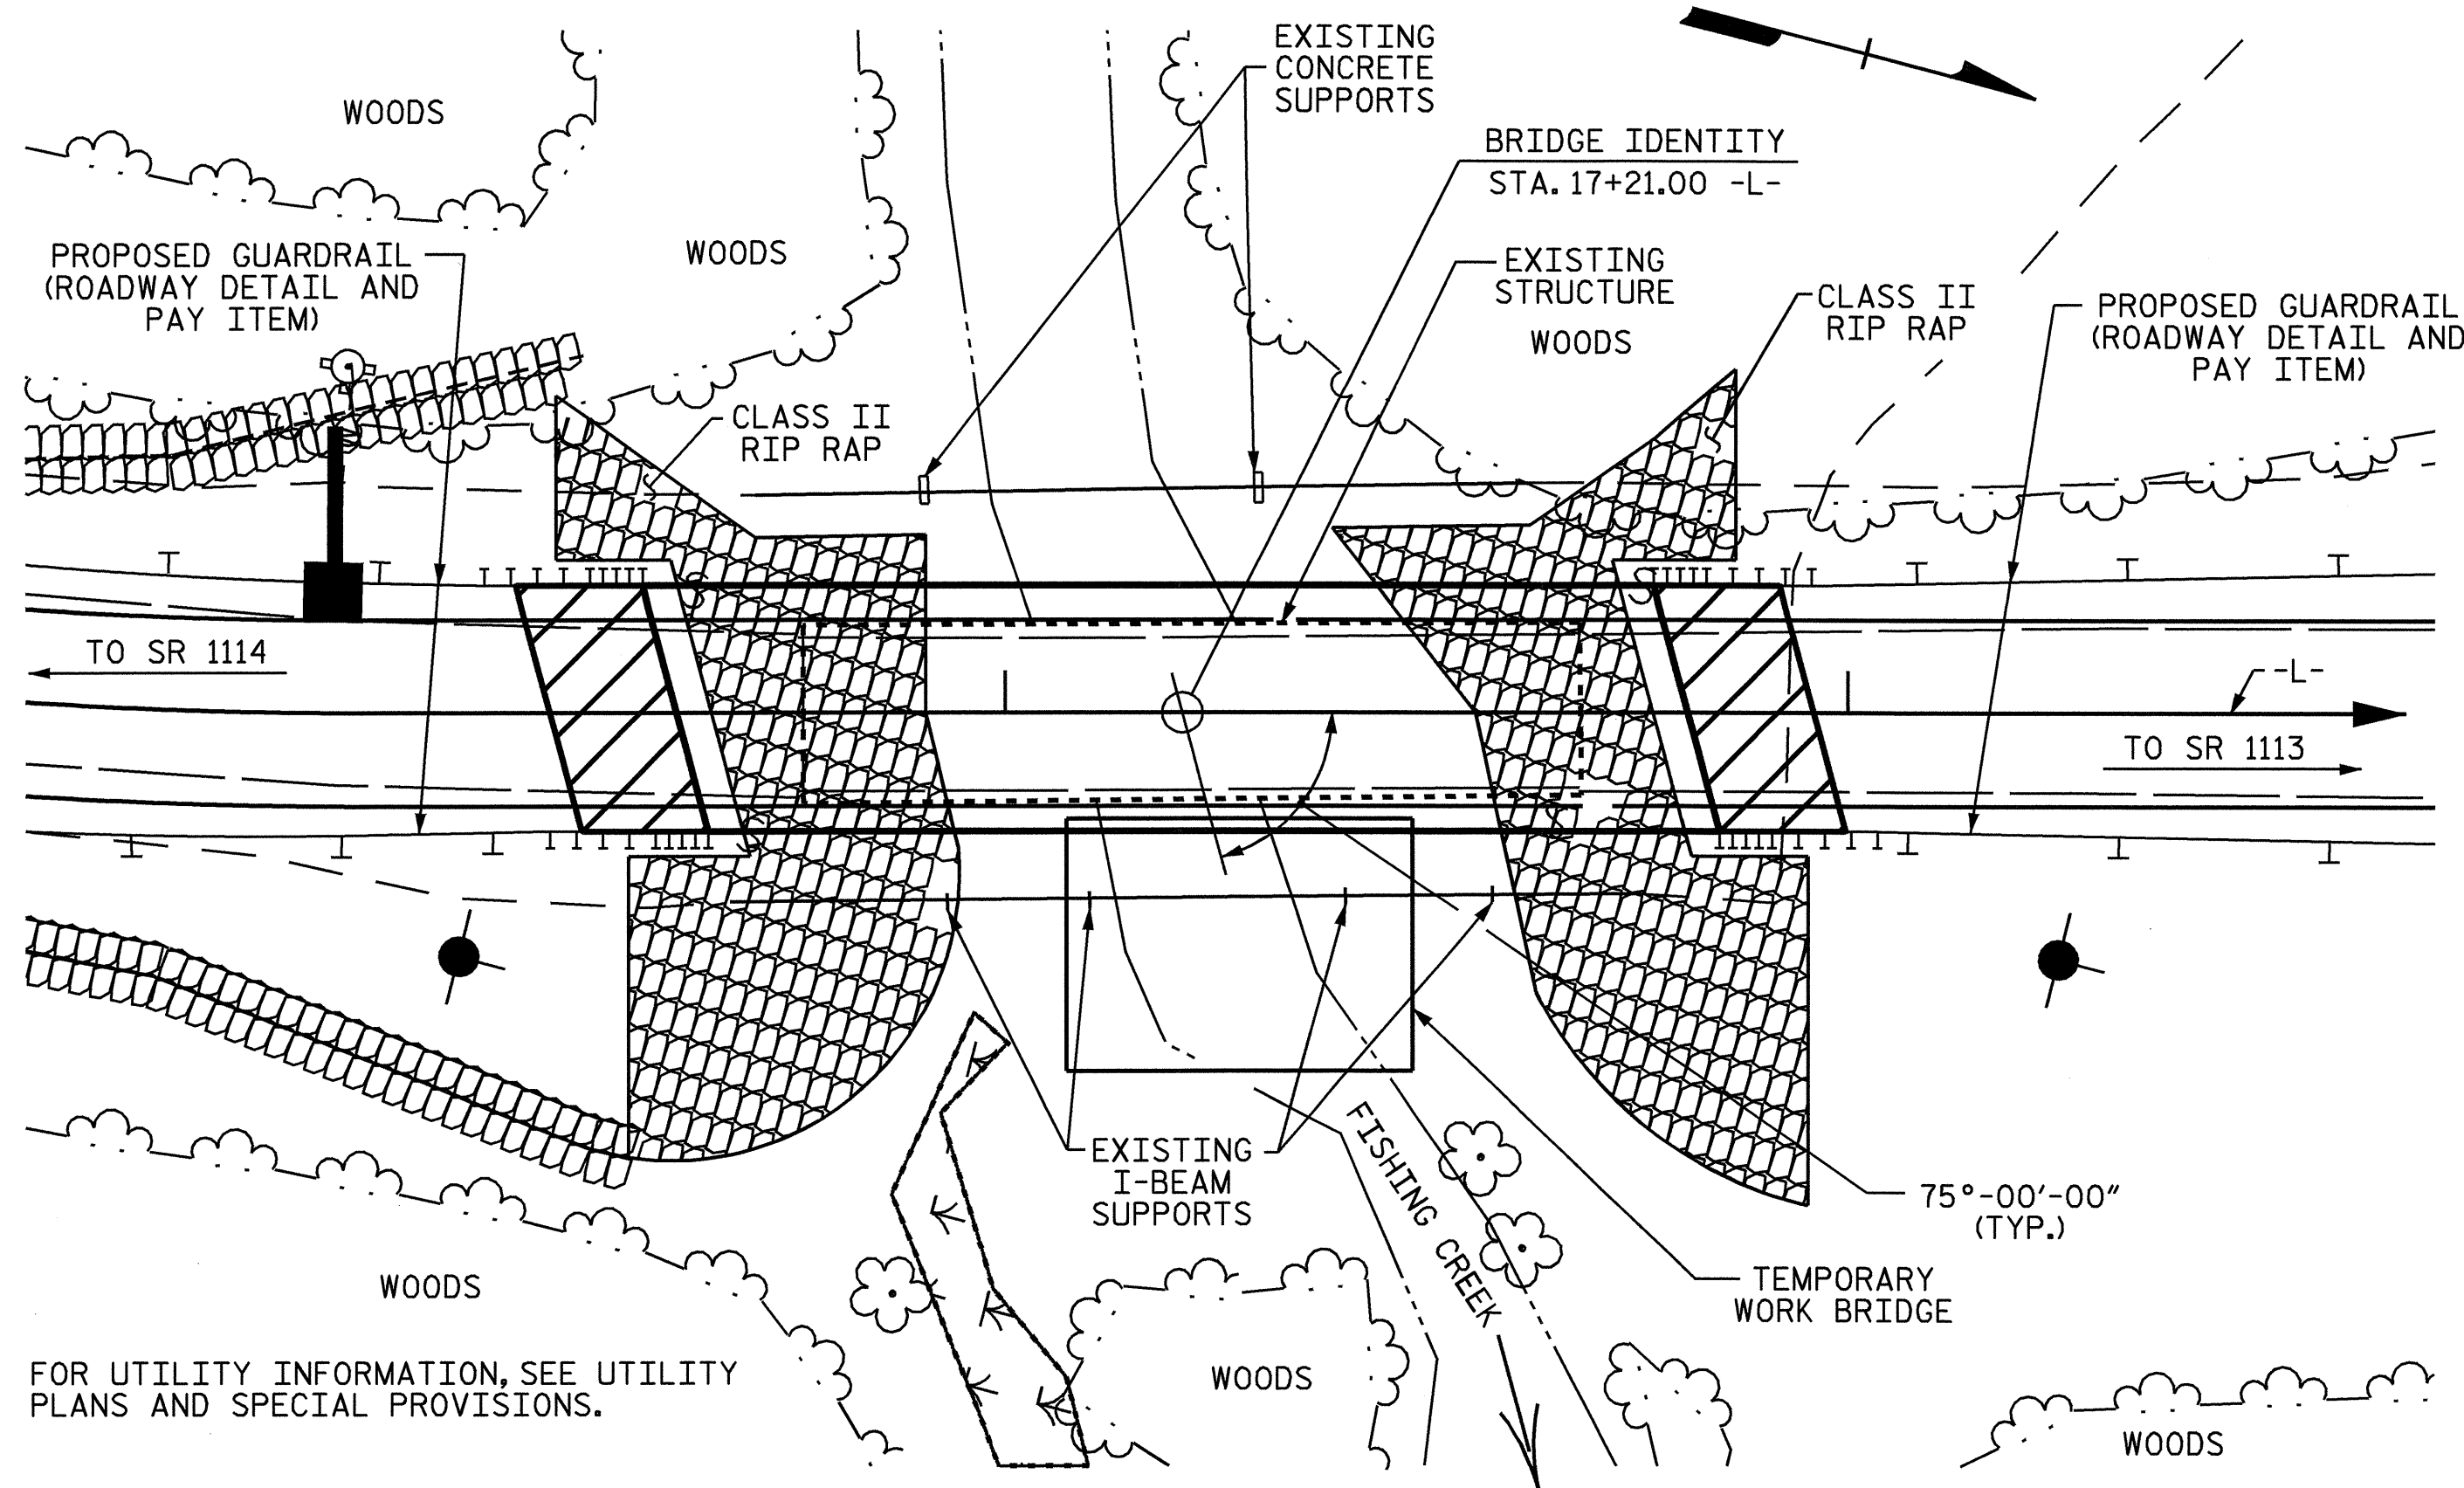 EXISTING
CONCRETE
SUPPORTS
WOODS
BRIDGE IDENTITY
STA. 17+21.00 -L-
PROPOSED GUARDRAIL
(ROADWAY DETAIL AND
PAY ITEM)
WOODS
EXISTING
STRUCTURE
WOODS
CLASS II
RIP RAP
PROPOSED GUARDRAIL
(ROADWAY DETAIL AND
PAY ITEM)
CLASS II
RIP RAP
TO SR 1114
-L-
TO SR 1113
EXISTING
I-BEAM
SUPPORTS
FISHING CREEK
75°-00'-00"
(TYP.)
TEMPORARY
WORK BRIDGE
WOODS
WOODS
WOODS
FOR UTILITY INFORMATION, SEE UTILITY
PLANS AND SPECIAL PROVISIONS.